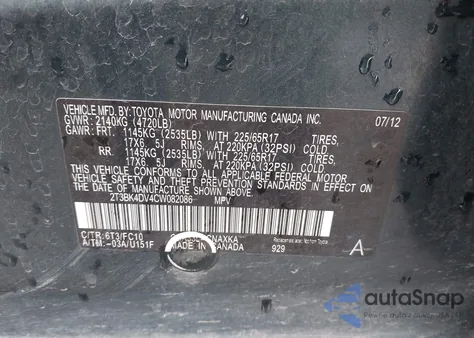 VEHICLE MFD. BY:TOYOTA MOTOR MANUFACTURING CANADA INC.
GVWR: 2140KG (4720LB) 07/12
GAWR: FRT. 1145KG (2535LB) WITH 225/65R17 TIRES,
17X6.5J RIMS, AT 220KPA (32PSI) COLD
RR. 1145KG (2535LB) WITH 225/65R17 TIRES,
17X6.5J RIMS, AT 220KPA (32PSI) COLD
THIS VEHICLE CONFORMS TO ALL APPLICABLE
FEDERAL MOTOR VEHICLE SAFETY STANDARDS IN
EFFECT ON THE DATE OF MANUFACTURE SHOWN ABOVE.
2T3BK4DV4CW082086 MPV
C/TR: 6T3/FC10 CNAXKA
A/TM: -03A/U151F MADE IN CANADA 929 A
autoSnap